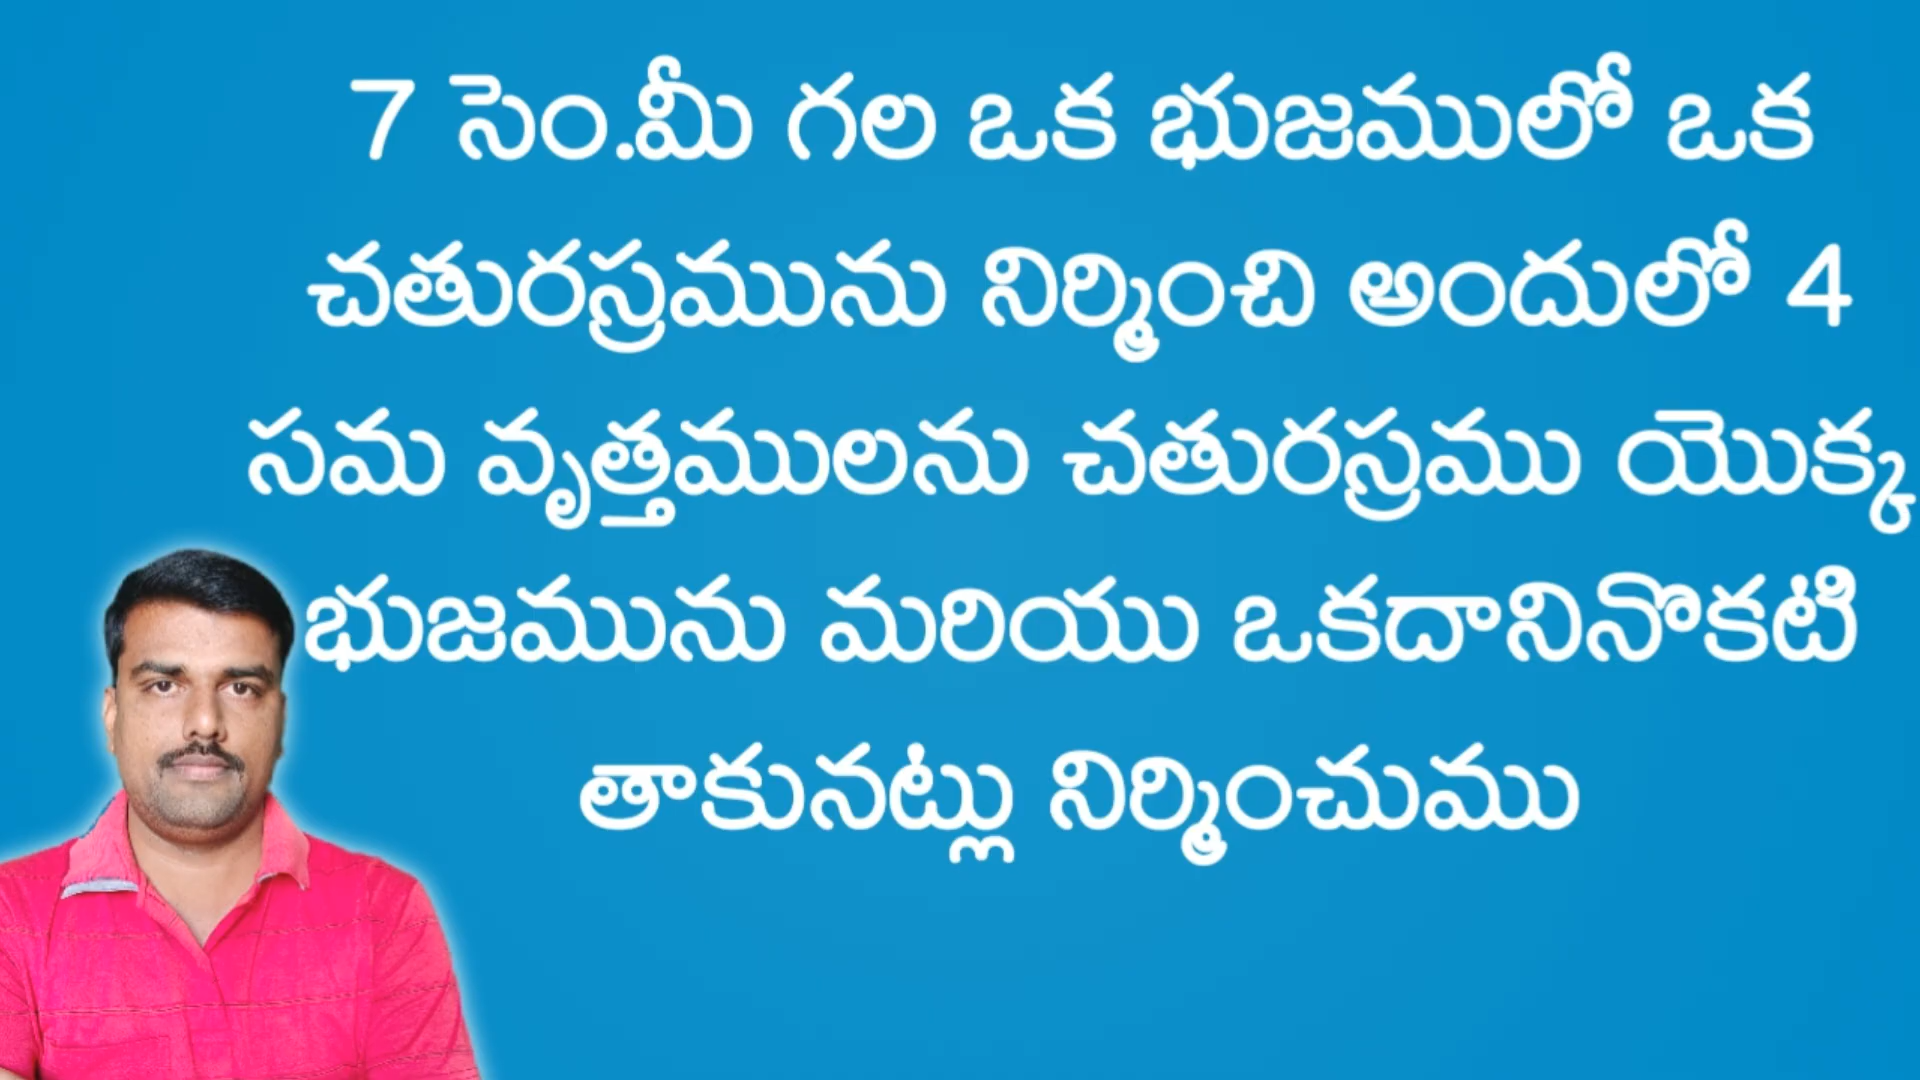 7 సెం.మీ గల ఒక భుజములో ఒక
చతురస్రమును నిర్మించి అందులో 4
సమ వృత్తములను చతురస్రము యొక్క
భుజమును మరియు ఒకదానినొకటి
తాకునట్లు నిర్మించుము